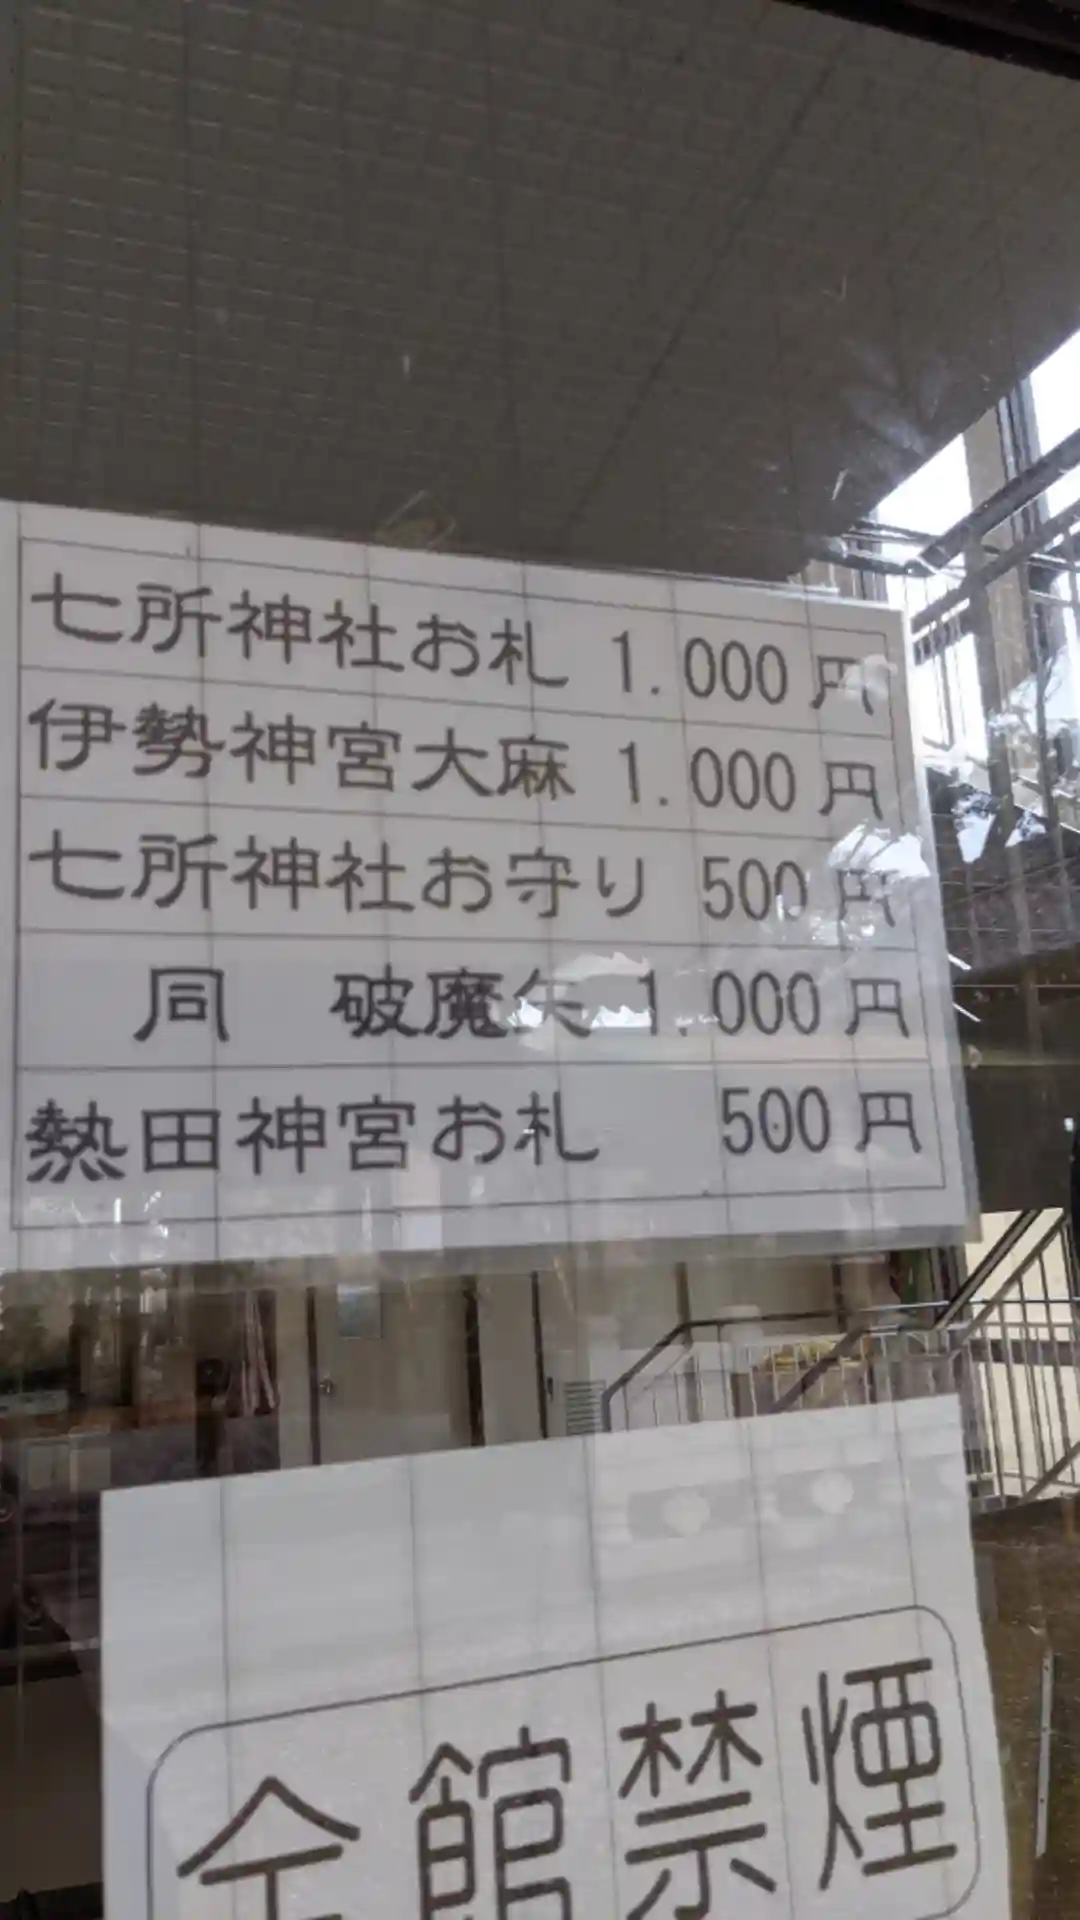 七所神社お札 1.000円
伊勢神宮大麻 1.000円
七所神社お守り 500円
同 破魔矢 1.000円
熱田神宮お札 500円
全館禁煙